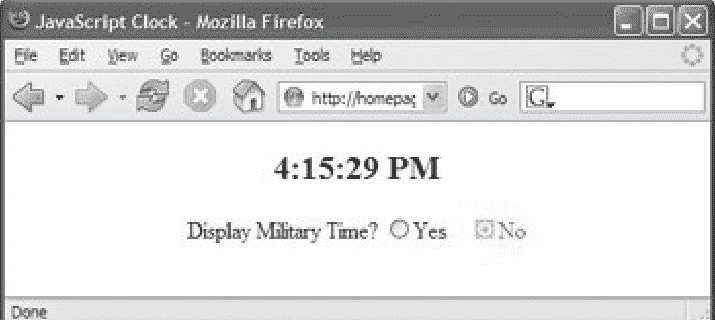 JavaScript Clock - Mozilla Firefox
File Edit View Go Bookmarks Tools Help
http://homepag Go G
4:15:29 PM
Display Military Time? Yes No
Done